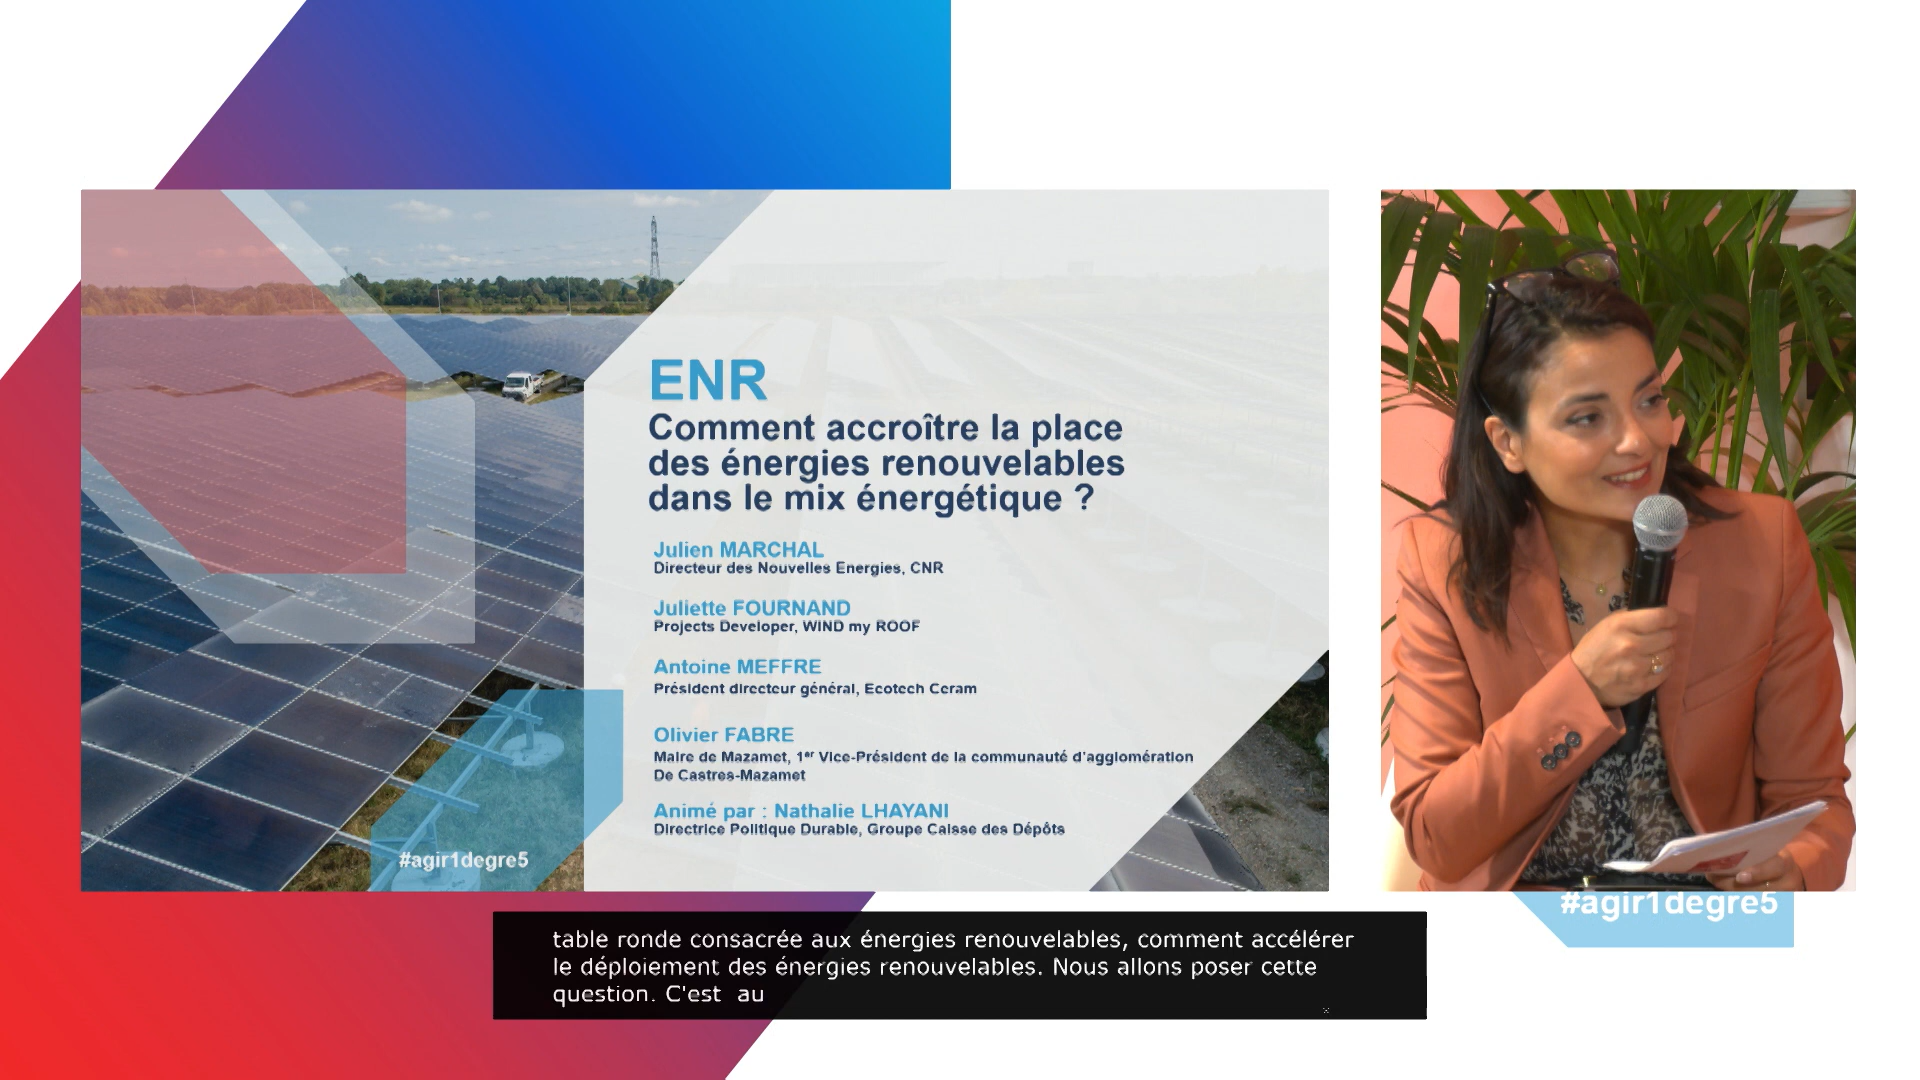 ENR
Comment accroître la place
des énergies renouvelables
dans le mix énergétique ?
Julien MARCHAL
Directeur des Nouvelles Energies, CNR
Juliette FOURNAND
Projects Developer, WIND my ROOF
Antoine MEFFRE
Président directeur général, Ecotech Ceram
Olivier FABRE
Maire de Mazamet, 1er Vice-Président de la communauté d'agglomération
De Castres-Mazamet
Animé par : Nathalie LHAYANI
Directrice Politique Durable, Groupe Caisse des Dépôts
#agir1degre5
#agir1degre5
table ronde consacrée aux énergies renouvelables, comment accélérer
le déploiement des énergies renouvelables. Nous allons poser cette
question. C'est  au